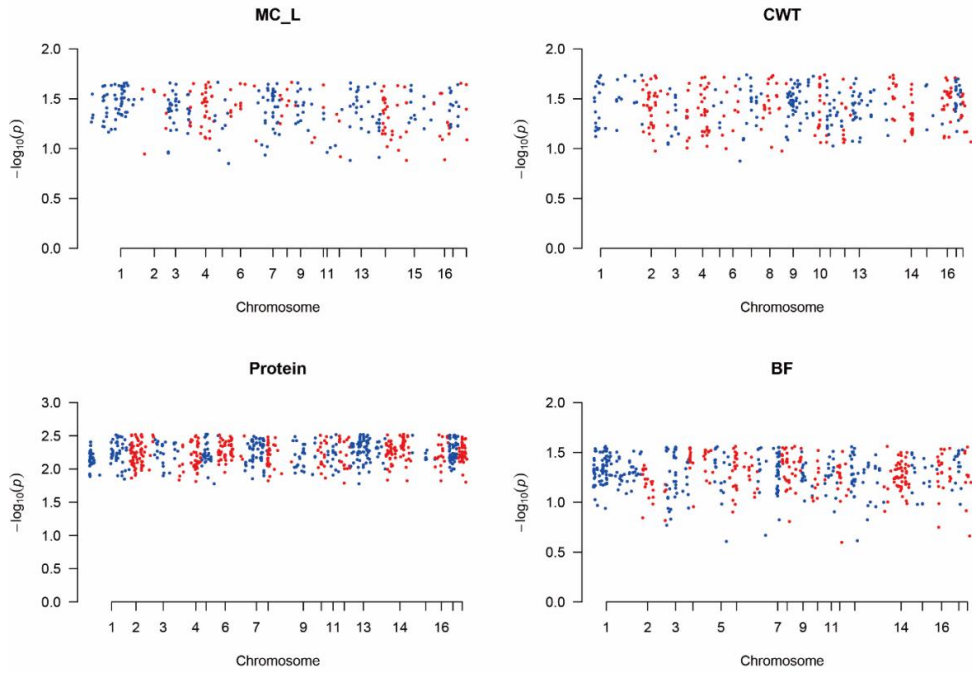 MC_L
2.0
1.5
1.0
0.5
0.0
−log10(p)
1 2 3 4 6 7 9 11 13 15 16
Chromosome
CWT
2.0
1.5
1.0
0.5
0.0
−log10(p)
1 2 3 4 6 8 9 10 13 14 16
Chromosome
Protein
3.0
2.5
2.0
1.5
1.0
0.5
0.0
−log10(p)
1 2 3 4 6 7 9 11 13 14 16
Chromosome
BF
2.0
1.5
1.0
0.5
0.0
−log10(p)
1 2 3 5 7 9 11 14 16
Chromosome